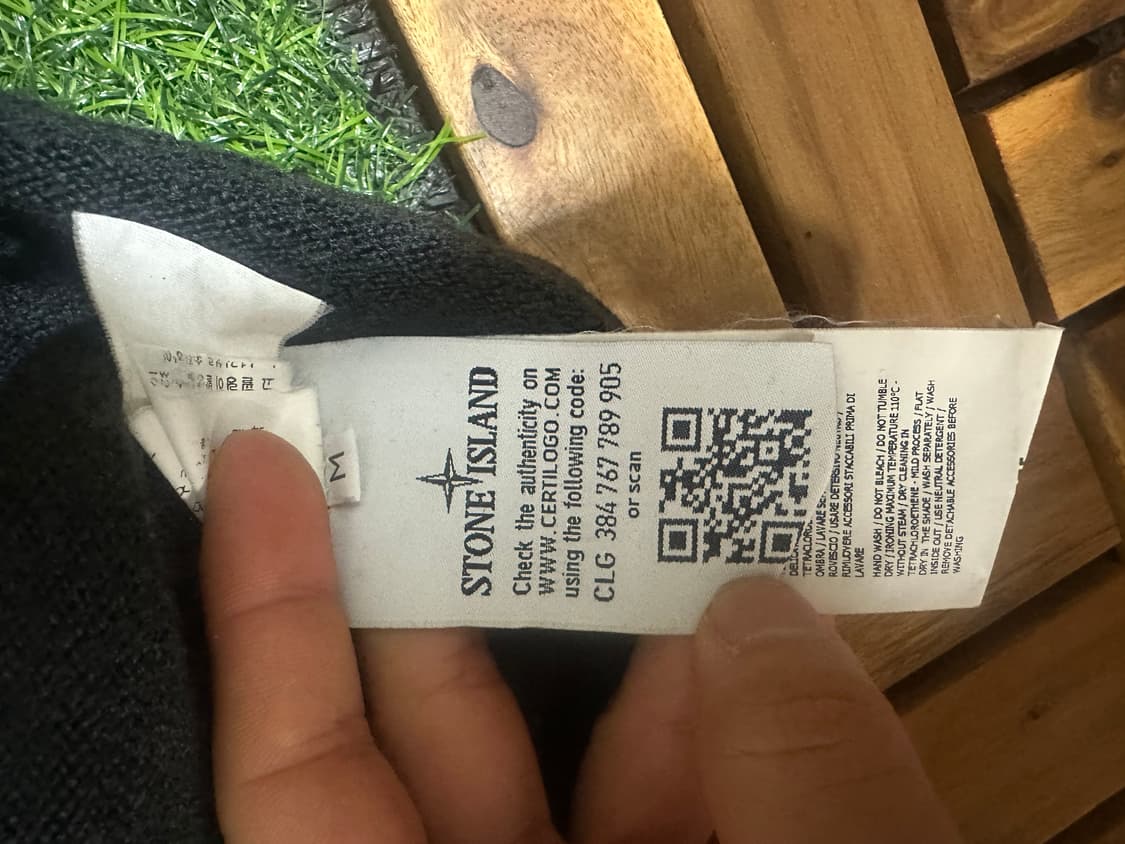 STONE ISLAND
Check the authenticity on
WWW.CERTILOGO.COM
using the following code:
CLG 384 767 789 905
or scan
M
TETRACLORO
OMBRA / LAVARE
ROVESCIO / USARE DETERSIVO
RIMUOVERE ACCESSORI STACCABILI PRIMA DI
LAVARE
HAND WASH / DO NOT BLEACH / DO NOT TUMBLE
DRY / IRONING MAXIMUM TEMPERATURE 110°C -
WITHOUT STEAM / DRY CLEANING IN
TETRACHLOROETHENE - MILD PROCESS / FLAT
DRY IN THE SHADE / WASH SEPARATELY / WASH
INSIDE OUT / USE NEUTRAL DETERGENT /
REMOVE DETACHABLE ACCESSORIES BEFORE
WASHING